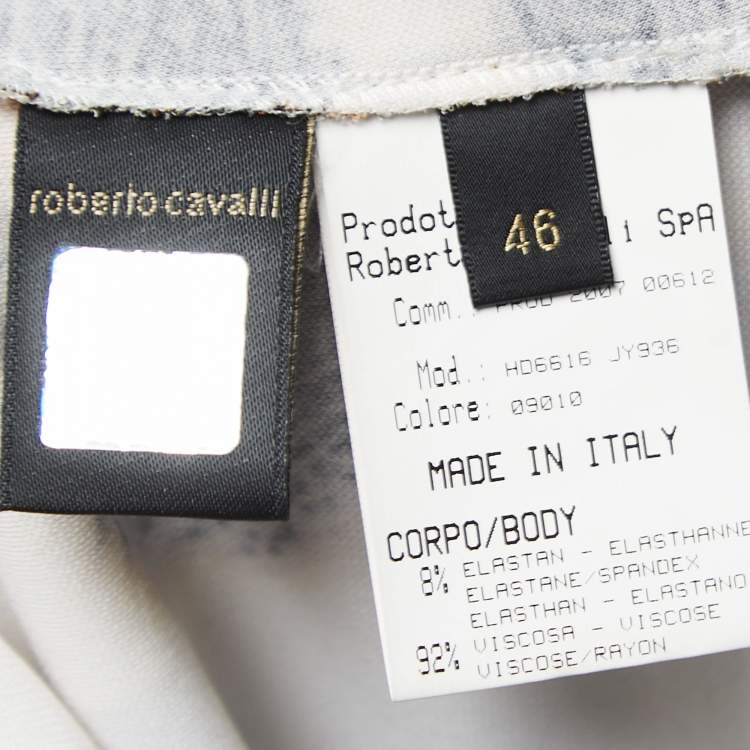 roberto cavalli
46
Prodot i SpA
Robert
Comm.: PROD 2007 00612
Mod.: HD6616 JY936
Colore: 09010
MADE IN ITALY
CORPO/BODY
8% ELASTAN - ELASTHANNE
ELASTANE/SPANDEX
ELASTHAN - ELASTANO
92% VISCOSA - VISCOSE
VISCOSE/RAYON